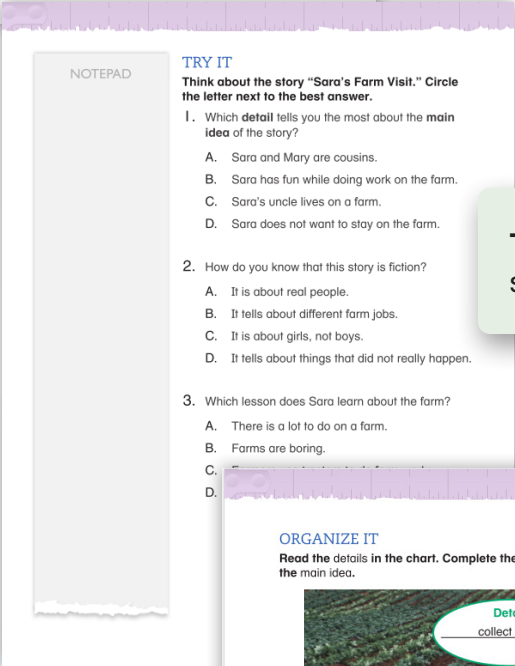 NOTEPAD
TRY IT
Think about the story “Sara’s Farm Visit.” Circle
the letter next to the best answer.
1. Which detail tells you the most about the main
idea of the story?
A. Sara and Mary are cousins.
B. Sara has fun while doing work on the farm.
C. Sara’s uncle lives on a farm.
D. Sara does not want to stay on the farm.
2. How do you know that this story is fiction?
A. It is about real people.
B. It tells about different farm jobs.
C. It is about girls, not boys.
D. It tells about things that did not really happen.
3. Which lesson does Sara learn about the farm?
A. There is a lot to do on a farm.
B. Farms are boring.
C.
D.
ORGANIZE IT
Read the details in the chart. Complete the
the main idea.
collect